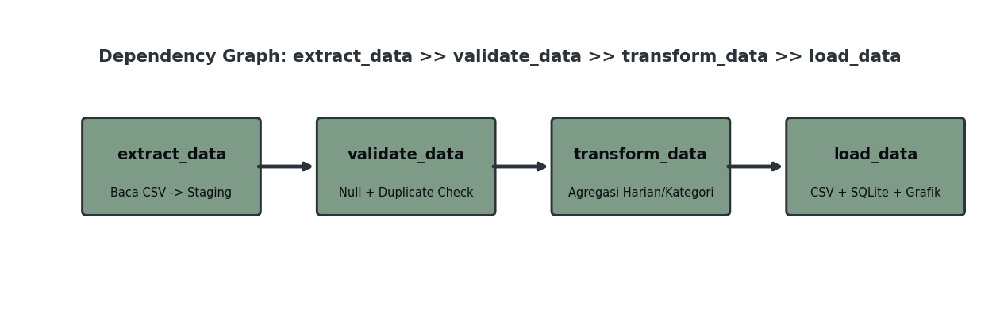 Dependency Graph: extract_data >> validate_data >> transform_data >> load_data
extract_data
Baca CSV -> Staging
validate_data
Null + Duplicate Check
transform_data
Agregasi Harian/Kategori
load_data
CSV + SQLite + Grafik